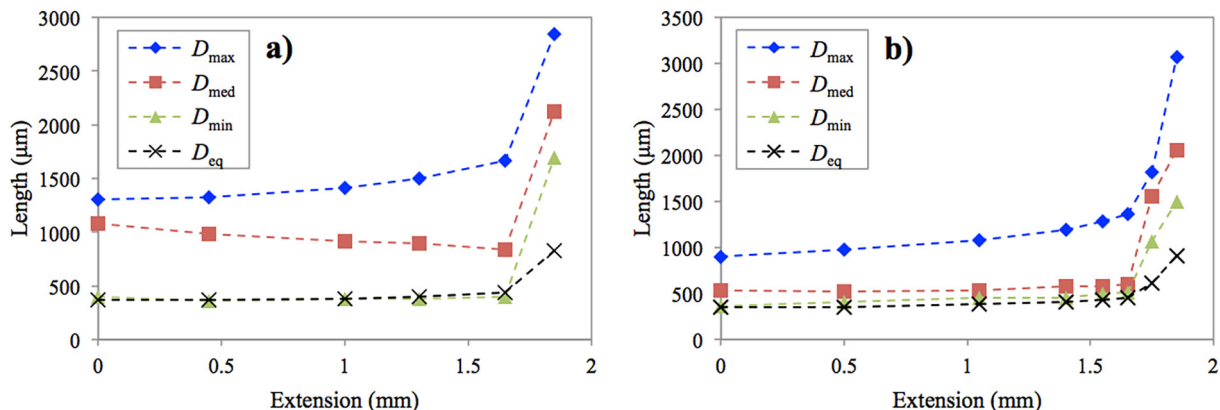 3000
2500
2000
1500
1000
500
0
Length (μm)
0 0.5 1 1.5 2
Extension (mm)
Dmax
Dmed
Dmin
Deq
a)
3500
3000
2500
2000
1500
1000
500
0
Length (μm)
0 0.5 1 1.5 2
Extension (mm)
Dmax
Dmed
Dmin
Deq
b)